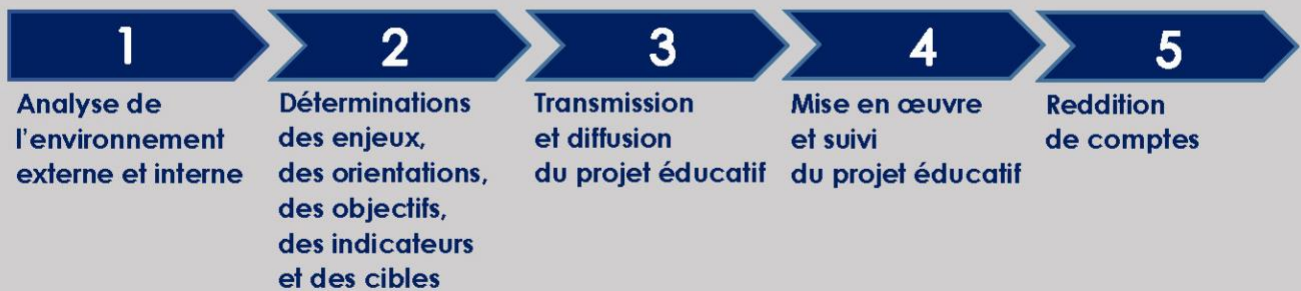 1
Analyse de
l'environnement
externe et interne
2
Déterminations
des enjeux,
des orientations,
des objectifs,
des indicateurs
et des cibles
3
Transmission
et diffusion
du projet éducatif
4
Mise en œuvre
et suivi
du projet éducatif
5
Reddition
de comptes